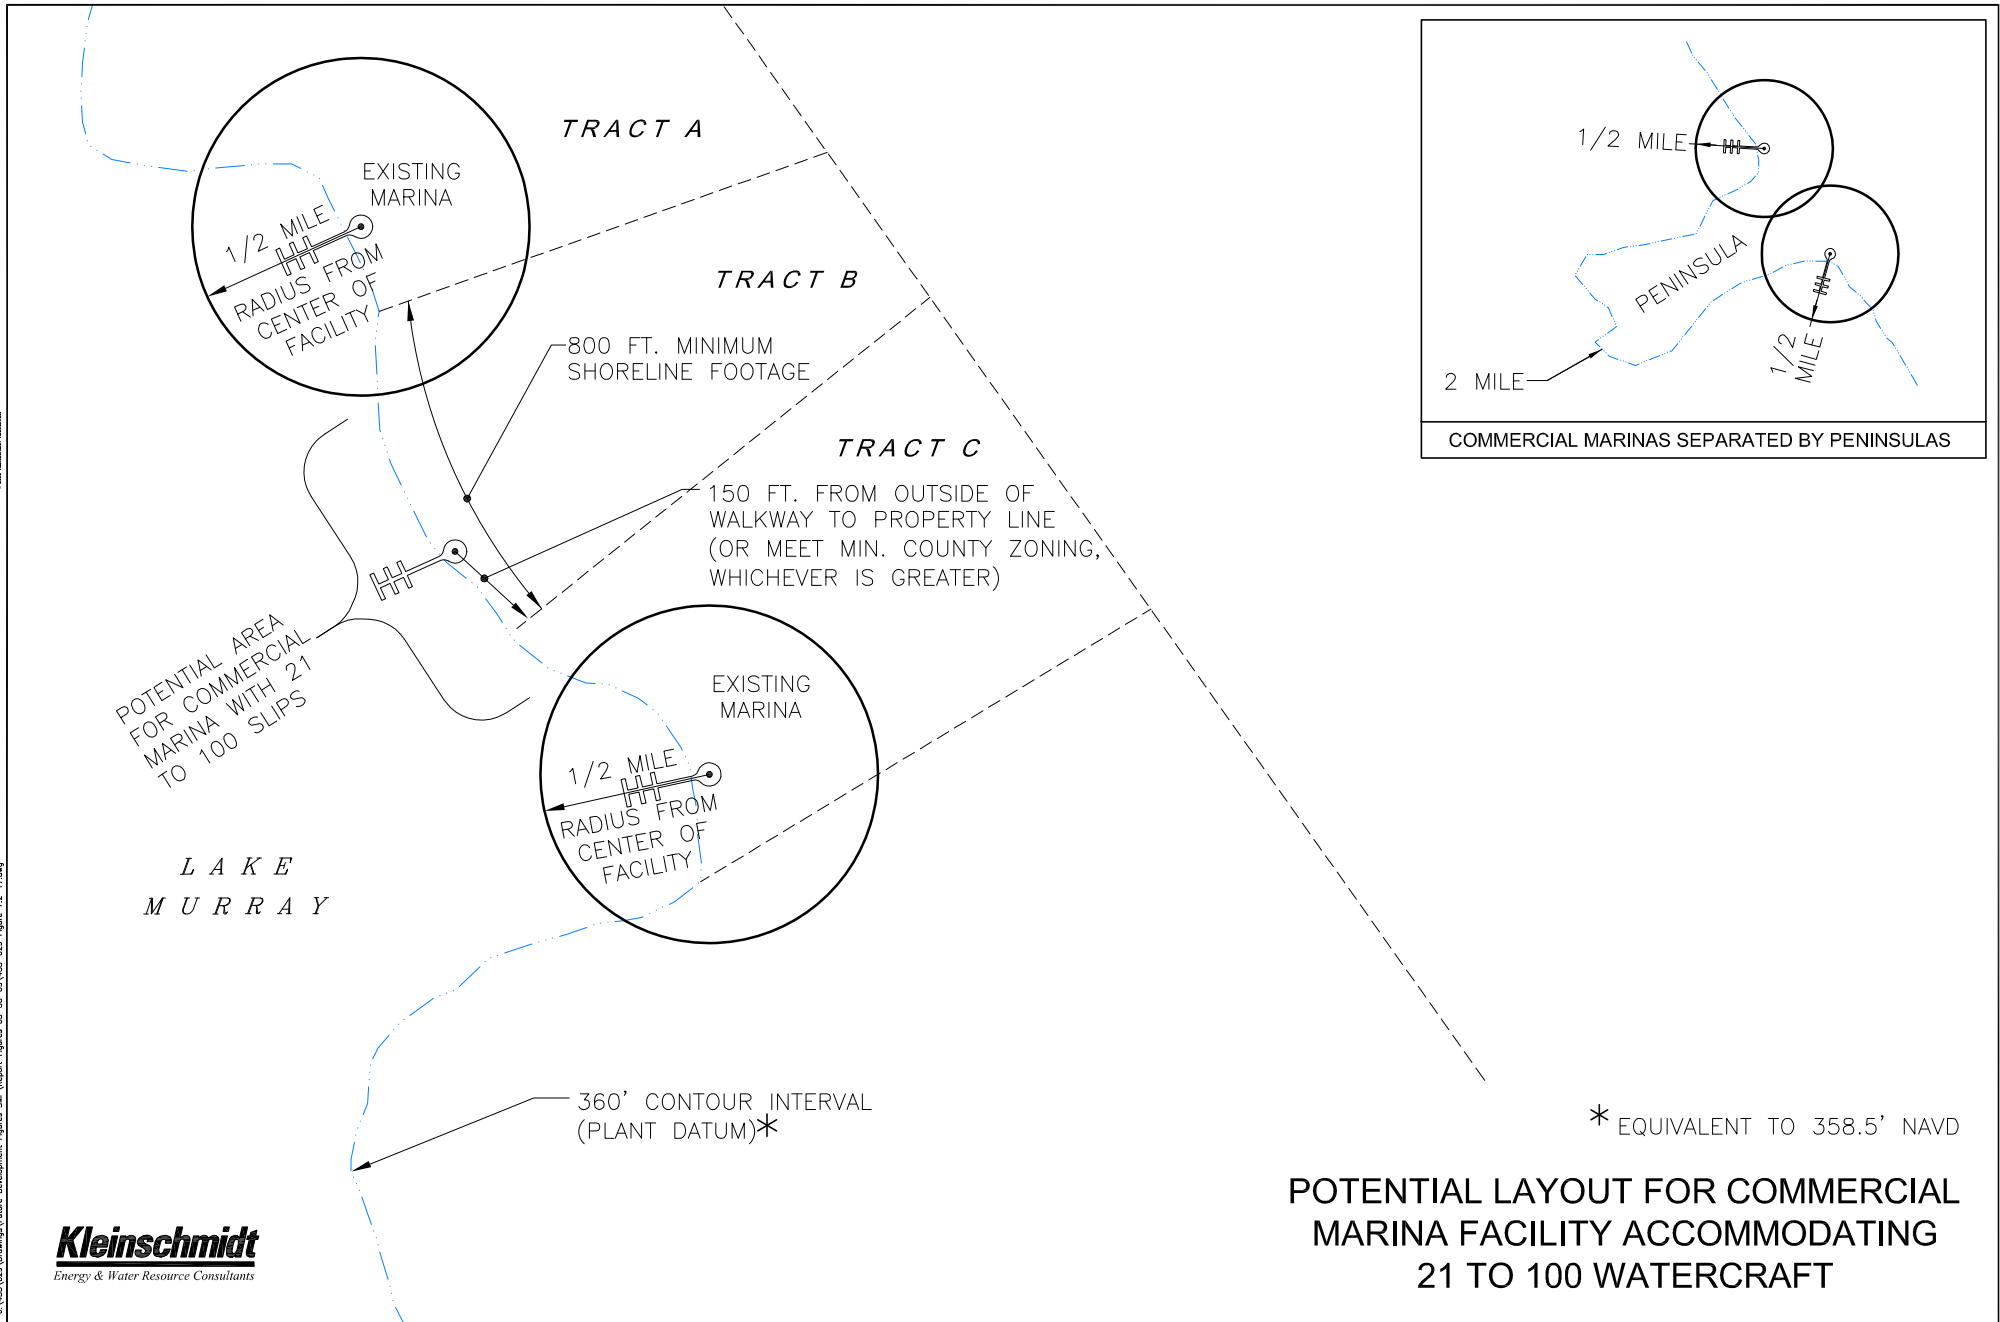 TRACT A
EXISTING
MARINA
1/2 MILE
RADIUS FROM
CENTER OF
FACILITY
TRACT B
800 FT. MINIMUM
SHORELINE FOOTAGE
TRACT C
150 FT. FROM OUTSIDE OF
WALKWAY TO PROPERTY LINE
(OR MEET MIN. COUNTY ZONING,
WHICHEVER IS GREATER)
POTENTIAL AREA
FOR COMMERCIAL
MARINA WITH 21
TO 100 SLIPS
EXISTING
MARINA
1/2 MILE
RADIUS FROM
CENTER OF
FACILITY
LAKE
MURRAY
360' CONTOUR INTERVAL
(PLANT DATUM)*
1/2 MILE
PENINSULA
1/2
MILE
2 MILE
COMMERCIAL MARINAS SEPARATED BY PENINSULAS
* EQUIVALENT TO 358.5' NAVD
POTENTIAL LAYOUT FOR COMMERCIAL
MARINA FACILITY ACCOMMODATING
21 TO 100 WATERCRAFT
Kleinschmidt
Energy & Water Resource Consultants